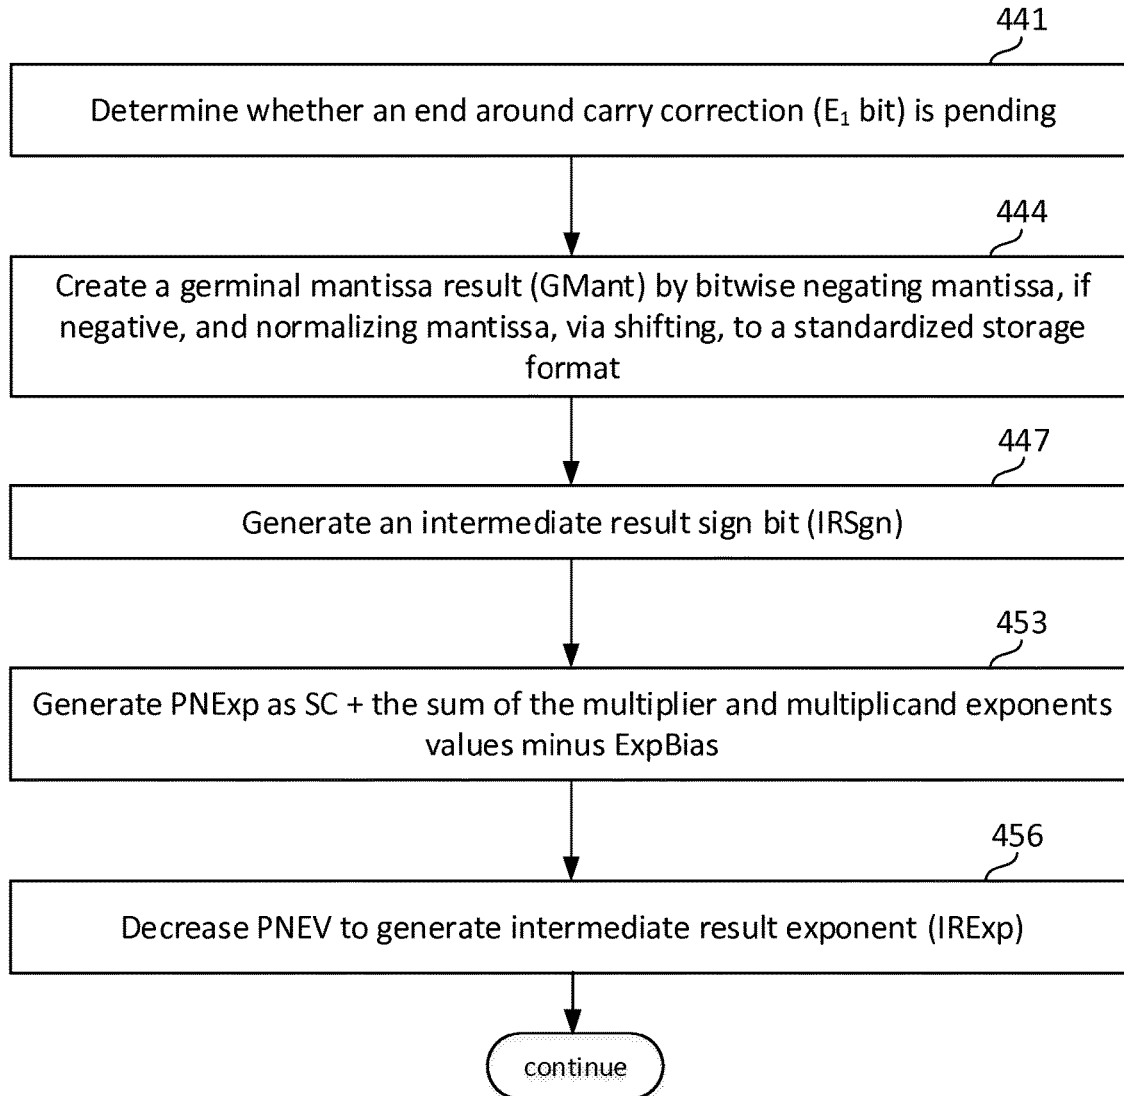 441
Determine whether an end around carry correction (E₁ bit) is pending
444
Create a germinal mantissa result (GMant) by bitwise negating mantissa, if
negative, and normalizing mantissa, via shifting, to a standardized storage
format
447
Generate an intermediate result sign bit (IRSgn)
453
Generate PNExp as SC + the sum of the multiplier and multiplicand exponents
values minus ExpBias
456
Decrease PNEV to generate intermediate result exponent (IRExp)
continue